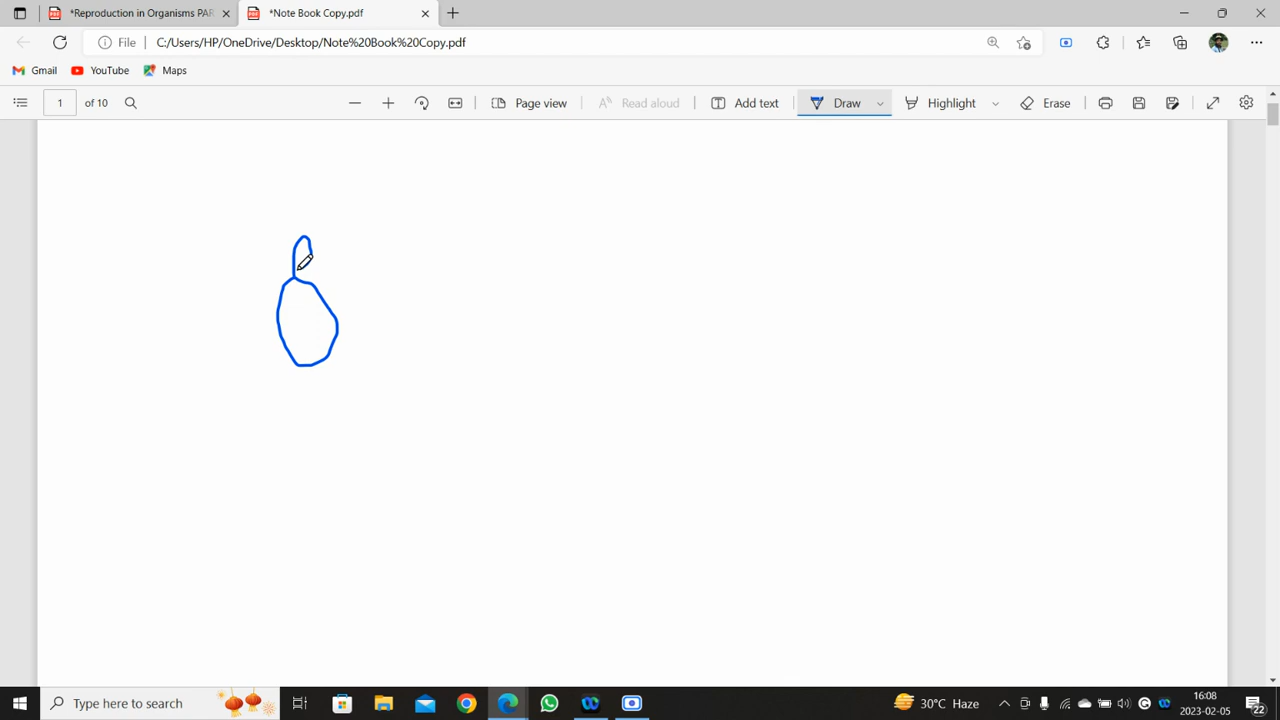 *Reproduction in Organisms PAR
*Note Book Copy.pdf
File
C:/Users/HP/OneDrive/Desktop/Note%20Book%20Copy.pdf
Gmail
YouTube
Maps
1 of 10
Page view
Read aloud
Add text
Draw
Highlight
Erase
Type here to search
30°C Haze
16:08
2023-02-05
22